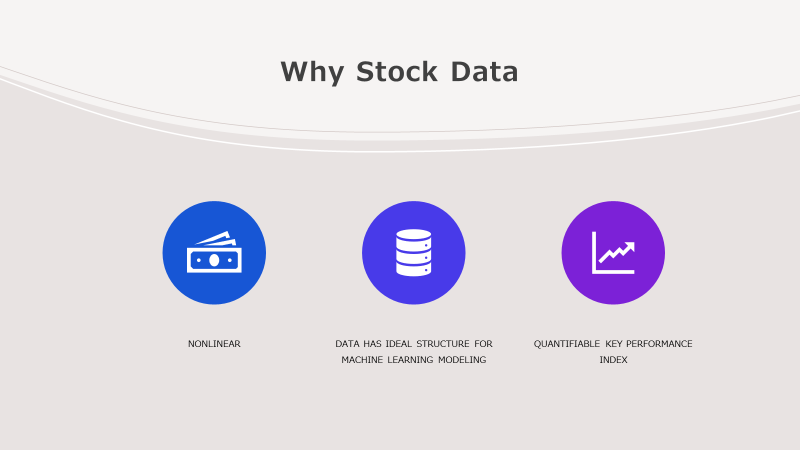 Why Stock Data
NONLINEAR
DATA HAS IDEAL STRUCTURE FOR
MACHINE LEARNING MODELING
QUANTIFIABLE KEY PERFORMANCE
INDEX